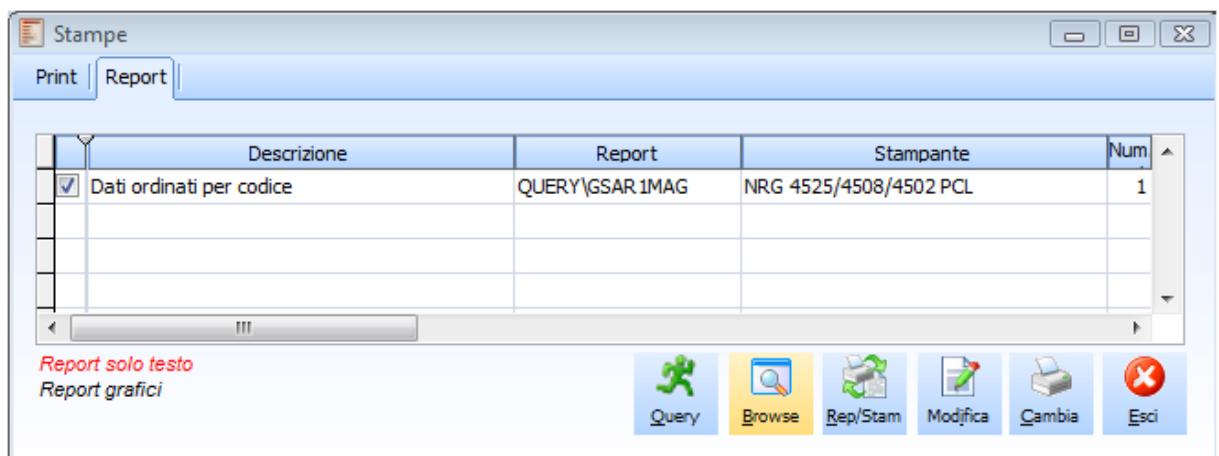 Stampe
Print Report
Descrizione Report Stampante Num.
Dati ordinati per codice QUERY\GSAR1MAG NRG 4525/4508/4502 PCL 1
Report solo testo
Report grafici
Query Browse Rep/Stam Modifica Cambia Esci